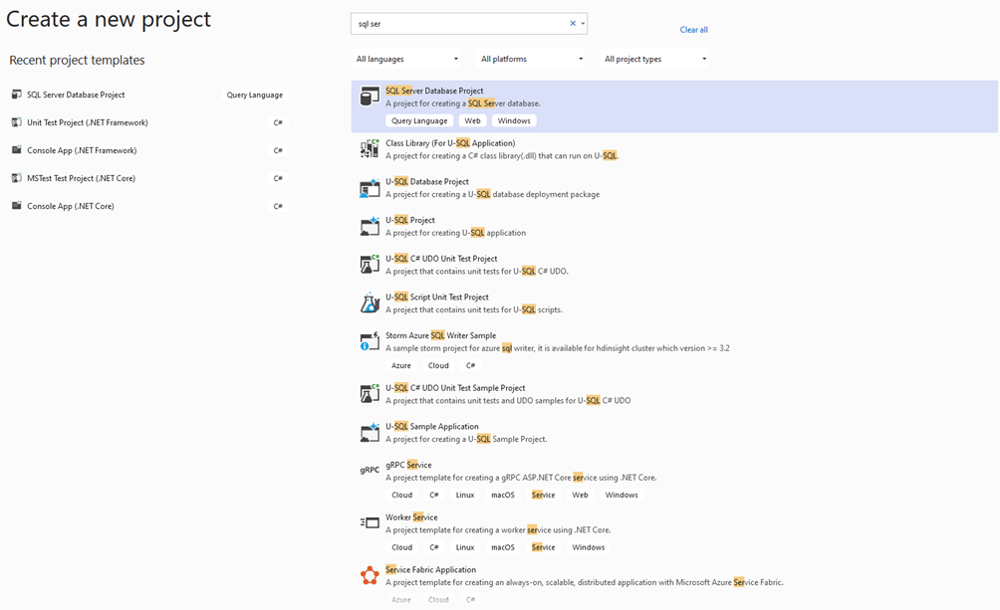 Create a new project
Recent project templates
SQL Server Database Project Query Language
Unit Test Project (.NET Framework) C#
Console App (.NET Framework) C#
MSTest Test Project (.NET Core) C#
Console App (.NET Core) C#
sql ser
Clear all
All languages All platforms All project types
SQL Server Database Project
A project for creating a SQL Server database.
Query Language Web Windows
Class Library (For U-SQL Application)
A project for creating a C# class library(.dll) that can run on U-SQL.
U-SQL Database Project
A project for creating a U-SQL database deployment package
U-SQL Project
A project for creating U-SQL application
U-SQL C# UDO Unit Test Project
A project that contains unit tests for U-SQL C# UDO.
U-SQL Script Unit Test Project
A project that contains unit tests for U-SQL scripts.
Storm Azure SQL Writer Sample
A sample storm project for azure sql writer, it is available for hdinsight cluster which version >= 3.2
Azure Cloud C#
U-SQL C# UDO Unit Test Sample Project
A project that contains unit tests and UDO samples for U-SQL C# UDO
U-SQL Sample Application
A project for creating a U-SQL Sample Project.
gRPC gRPC Service
A project template for creating a gRPC ASP.NET Core service using .NET Core.
Cloud C# Linux macOS Service Web Windows
Worker Service
A project template for creating a worker service using .NET Core.
Cloud C# Linux macOS Service Windows
Service Fabric Application
A project template for creating an always-on, scalable, distributed application with Microsoft Azure Service Fabric.
Azure Cloud C#